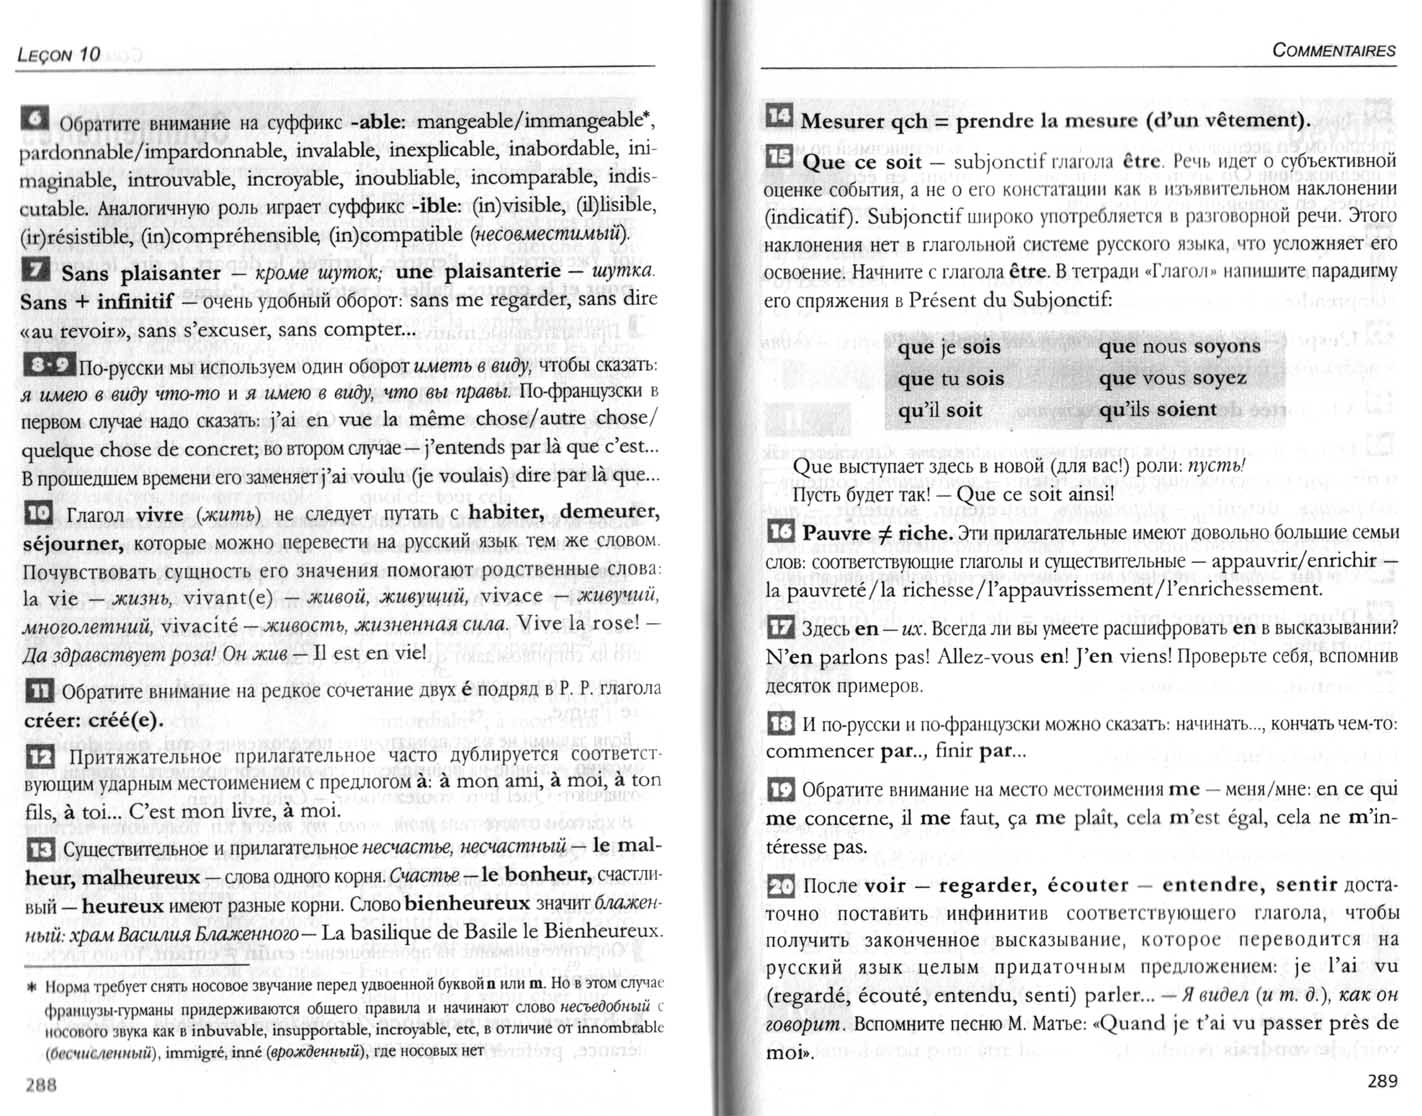 LEÇON 10
6 Обратите внимание на суффикс -able: mangeable/immangeable*,
pardonnable/impardonnable, invalable, inexplicable, inabordable, ini-
maginable, introuvable, incroyable, inoubliable, incomparable, indis-
cutable. Аналогичную роль играет суффикс -ible: (in)visible, (il)lisible,
(ir)résistible, (in)compréhensible, (in)compatible (несовместимый).
7 Sans plaisanter — кроме шуток; une plaisanterie — шутка.
Sans + infinitif — очень удобный оборот: sans me regarder, sans dire
«au revoir», sans s'excuser, sans compter...
8·9 По-русски мы используем один оборот иметь в виду, чтобы сказать:
я имею в виду что-то и я имею в виду, что вы правы. По-французски в
первом случае надо сказать: j'ai en vue la même chose/autre chose/
quelque chose de concret; во втором случае — j'entends par là que c'est...
В прошедшем времени его заменяет j'ai voulu (je voulais) dire par là que...
10 Глагол vivre (жить) не следует путать с habiter, demeurer,
séjourner, которые можно перевести на русский язык тем же словом.
Почувствовать сущность его значения помогают родственные слова:
la vie — жизнь, vivant(e) — живой, живущий, vivace — живучий,
многолетний, vivacité — живость, жизненная сила. Vive la rose! —
Да здравствует роза! Он жив — Il est en vie!
11 Обратите внимание на редкое сочетание двух é подряд в P. P. глагола
créer: créé(e).
12 Притяжательное прилагательное часто дублируется соответст-
вующим ударным местоимением с предлогом à: à mon ami, à moi, à ton
fils, à toi... C'est mon livre, à moi.
13 Существительное и прилагательное несчастье, несчастный — le mal-
heur, malheureux — слова одного корня. Счастье — le bonheur, счастли-
вый — heureux имеют разные корни. Слово bienheureux значит блажен-
ный: храм Василия Блаженного — La basilique de Basile le Bienheureux.
* Норма требует снять носовое звучание перед удвоенной буквой n или m. Но в этом случае
французы-гурманы придерживаются общего правила и начинают слово несъедобный с
носового звука как в inbuvable, insupportable, incroyable, etc, в отличие от innombrable
(бесчисленный), immigré, inné (врожденный), где носовых нет
288
COMMENTAIRES
14 Mesurer qch = prendre la mesure (d'un vêtement).
15 Que ce soit — subjonctif глагола être. Речь идет о субъективной
оценке события, а не о его констатации как в изъявительном наклонении
(indicatif). Subjonctif широко употребляется в разговорной речи. Этого
наклонения нет в глагольной системе русского языка, что усложняет его
освоение. Начните с глагола être. В тетради «Глагол» напишите парадигму
его спряжения в Présent du Subjonctif:
que je sois que nous soyons
que tu sois que vous soyez
qu'il soit qu'ils soient
Que выступает здесь в новой (для вас!) роли: пусть!
Пусть будет так! — Que ce soit ainsi!
16 Pauvre ≠ riche. Эти прилагательные имеют довольно большие семьи
слов: соответствующие глаголы и существительные — appauvrir/enrichir —
la pauvreté/la richesse/l'appauvrissement/l'enrichessement.
17 Здесь en — их. Всегда ли вы умеете расшифровать en в высказывании?
N'en parlons pas! Allez-vous en! J'en viens! Проверьте себя, вспомнив
десяток примеров.
18 И по-русски и по-французски можно сказать: начинать..., кончать чем-то:
commencer par.., finir par...
19 Обратите внимание на место местоимения me — меня/мне: en ce qui
me concerne, il me faut, ça me plaît, cela m'est égal, cela ne m'in-
téresse pas.
20 После voir — regarder, écouter — entendre, sentir доста-
точно поставить инфинитив соответствующего глагола, чтобы
получить законченное высказывание, которое переводится на
русский язык целым придаточным предложением: je l'ai vu
(regardé, écouté, entendu, senti) parler... — Я видел (и т. д.), как он
говорит. Вспомните песню М. Матье: «Quand je t'ai vu passer près de
moi».
289